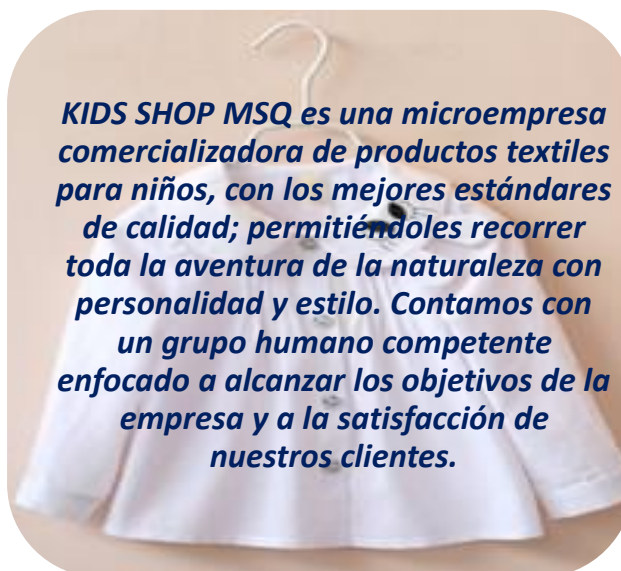 KIDS SHOP MSQ es una microempresa
comercializadora de productos textiles
para niños, con los mejores estándares
de calidad; permitiéndoles recorrer
toda la aventura de la naturaleza con
personalidad y estilo. Contamos con
un grupo humano competente
enfocado a alcanzar los objetivos de la
empresa y a la satisfacción de
nuestros clientes.